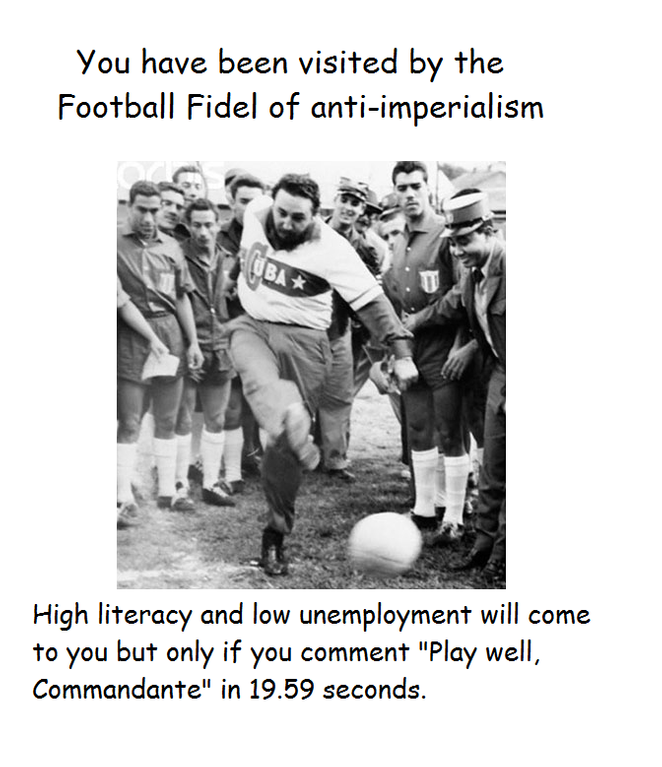 You have been visited by the
Football Fidel of anti-imperialism
CUBA
High literacy and low unemployment will come
to you but only if you comment "Play well,
Commandante" in 19.59 seconds.